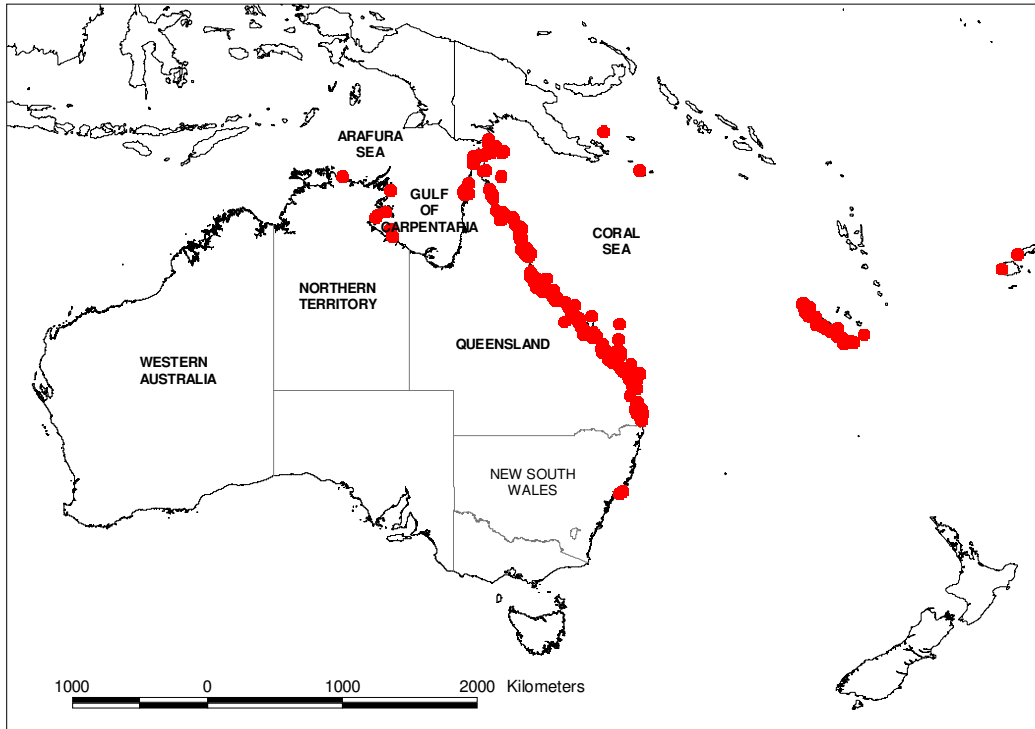 ARAFURA
SEA
GULF
OF
CARPENTARIA
CORAL
SEA
NORTHERN
TERRITORY
QUEENSLAND
WESTERN
AUSTRALIA
NEW SOUTH
WALES
1000 0 1000 2000 Kilometers